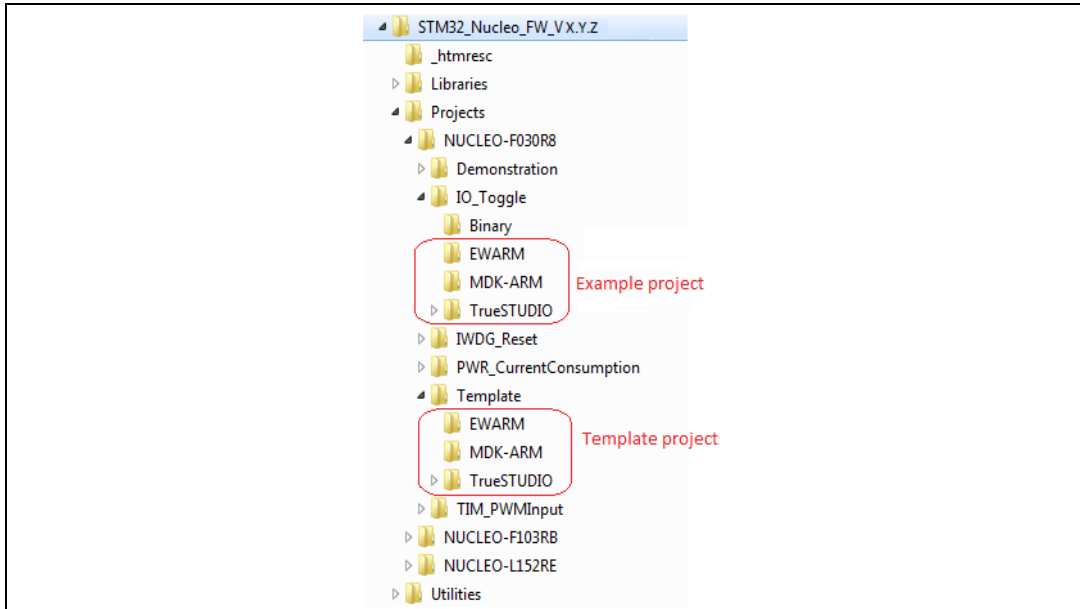 STM32_Nucleo_FW_VX.Y.Z
_htmresc
Libraries
Projects
NUCLEO-F030R8
Demonstration
IO_Toggle
Binary
EWARM
MDK-ARM
Example project
TrueSTUDIO
IWDG_Reset
PWR_CurrentConsumption
Template
EWARM
Template project
MDK-ARM
TrueSTUDIO
TIM_PWMInput
NUCLEO-F103RB
NUCLEO-L152RE
Utilities